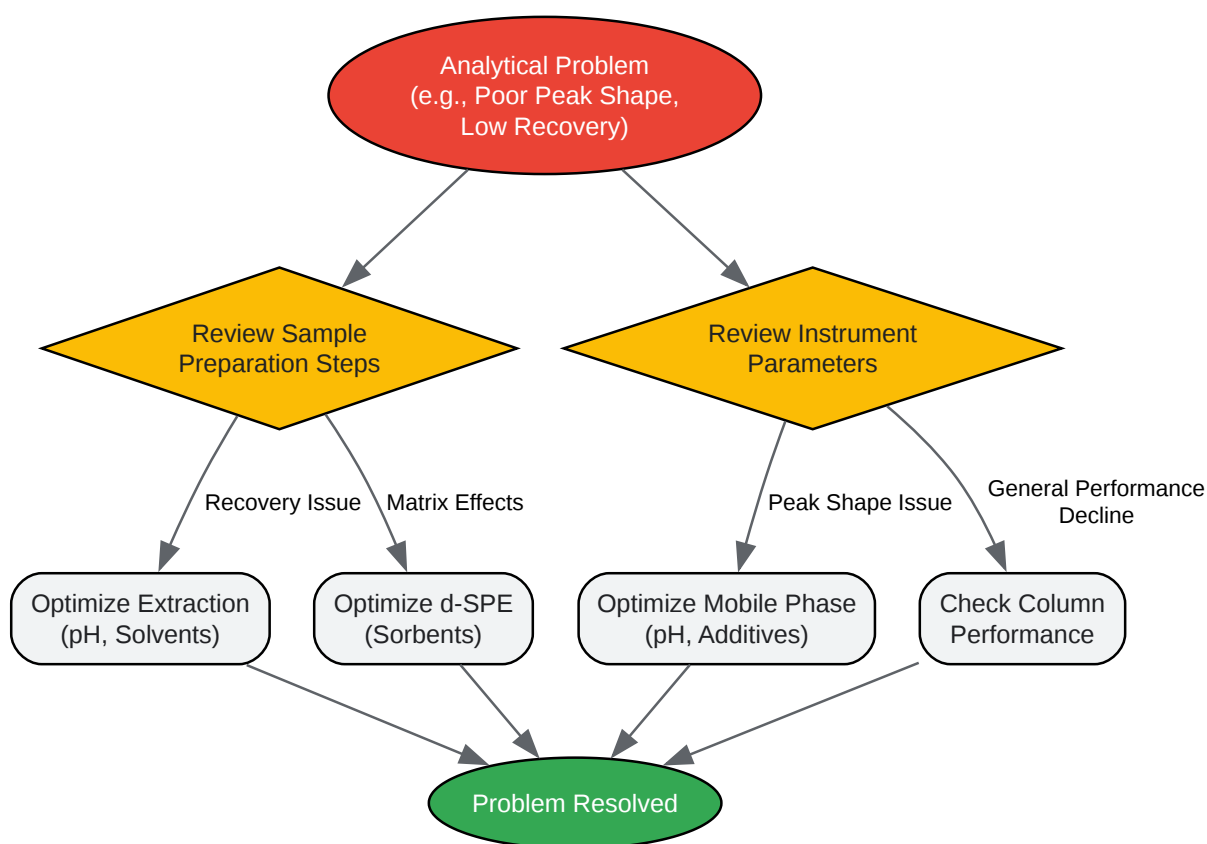 Analytical Problem
(e.g., Poor Peak Shape,
Low Recovery)
Review Sample
Preparation Steps
Review Instrument
Parameters
Recovery Issue
Matrix Effects
Peak Shape Issue
General Performance
Decline
Optimize Extraction
(pH, Solvents)
Optimize d-SPE
(Sorbents)
Optimize Mobile Phase
(pH, Additives)
Check Column
Performance
Problem Resolved